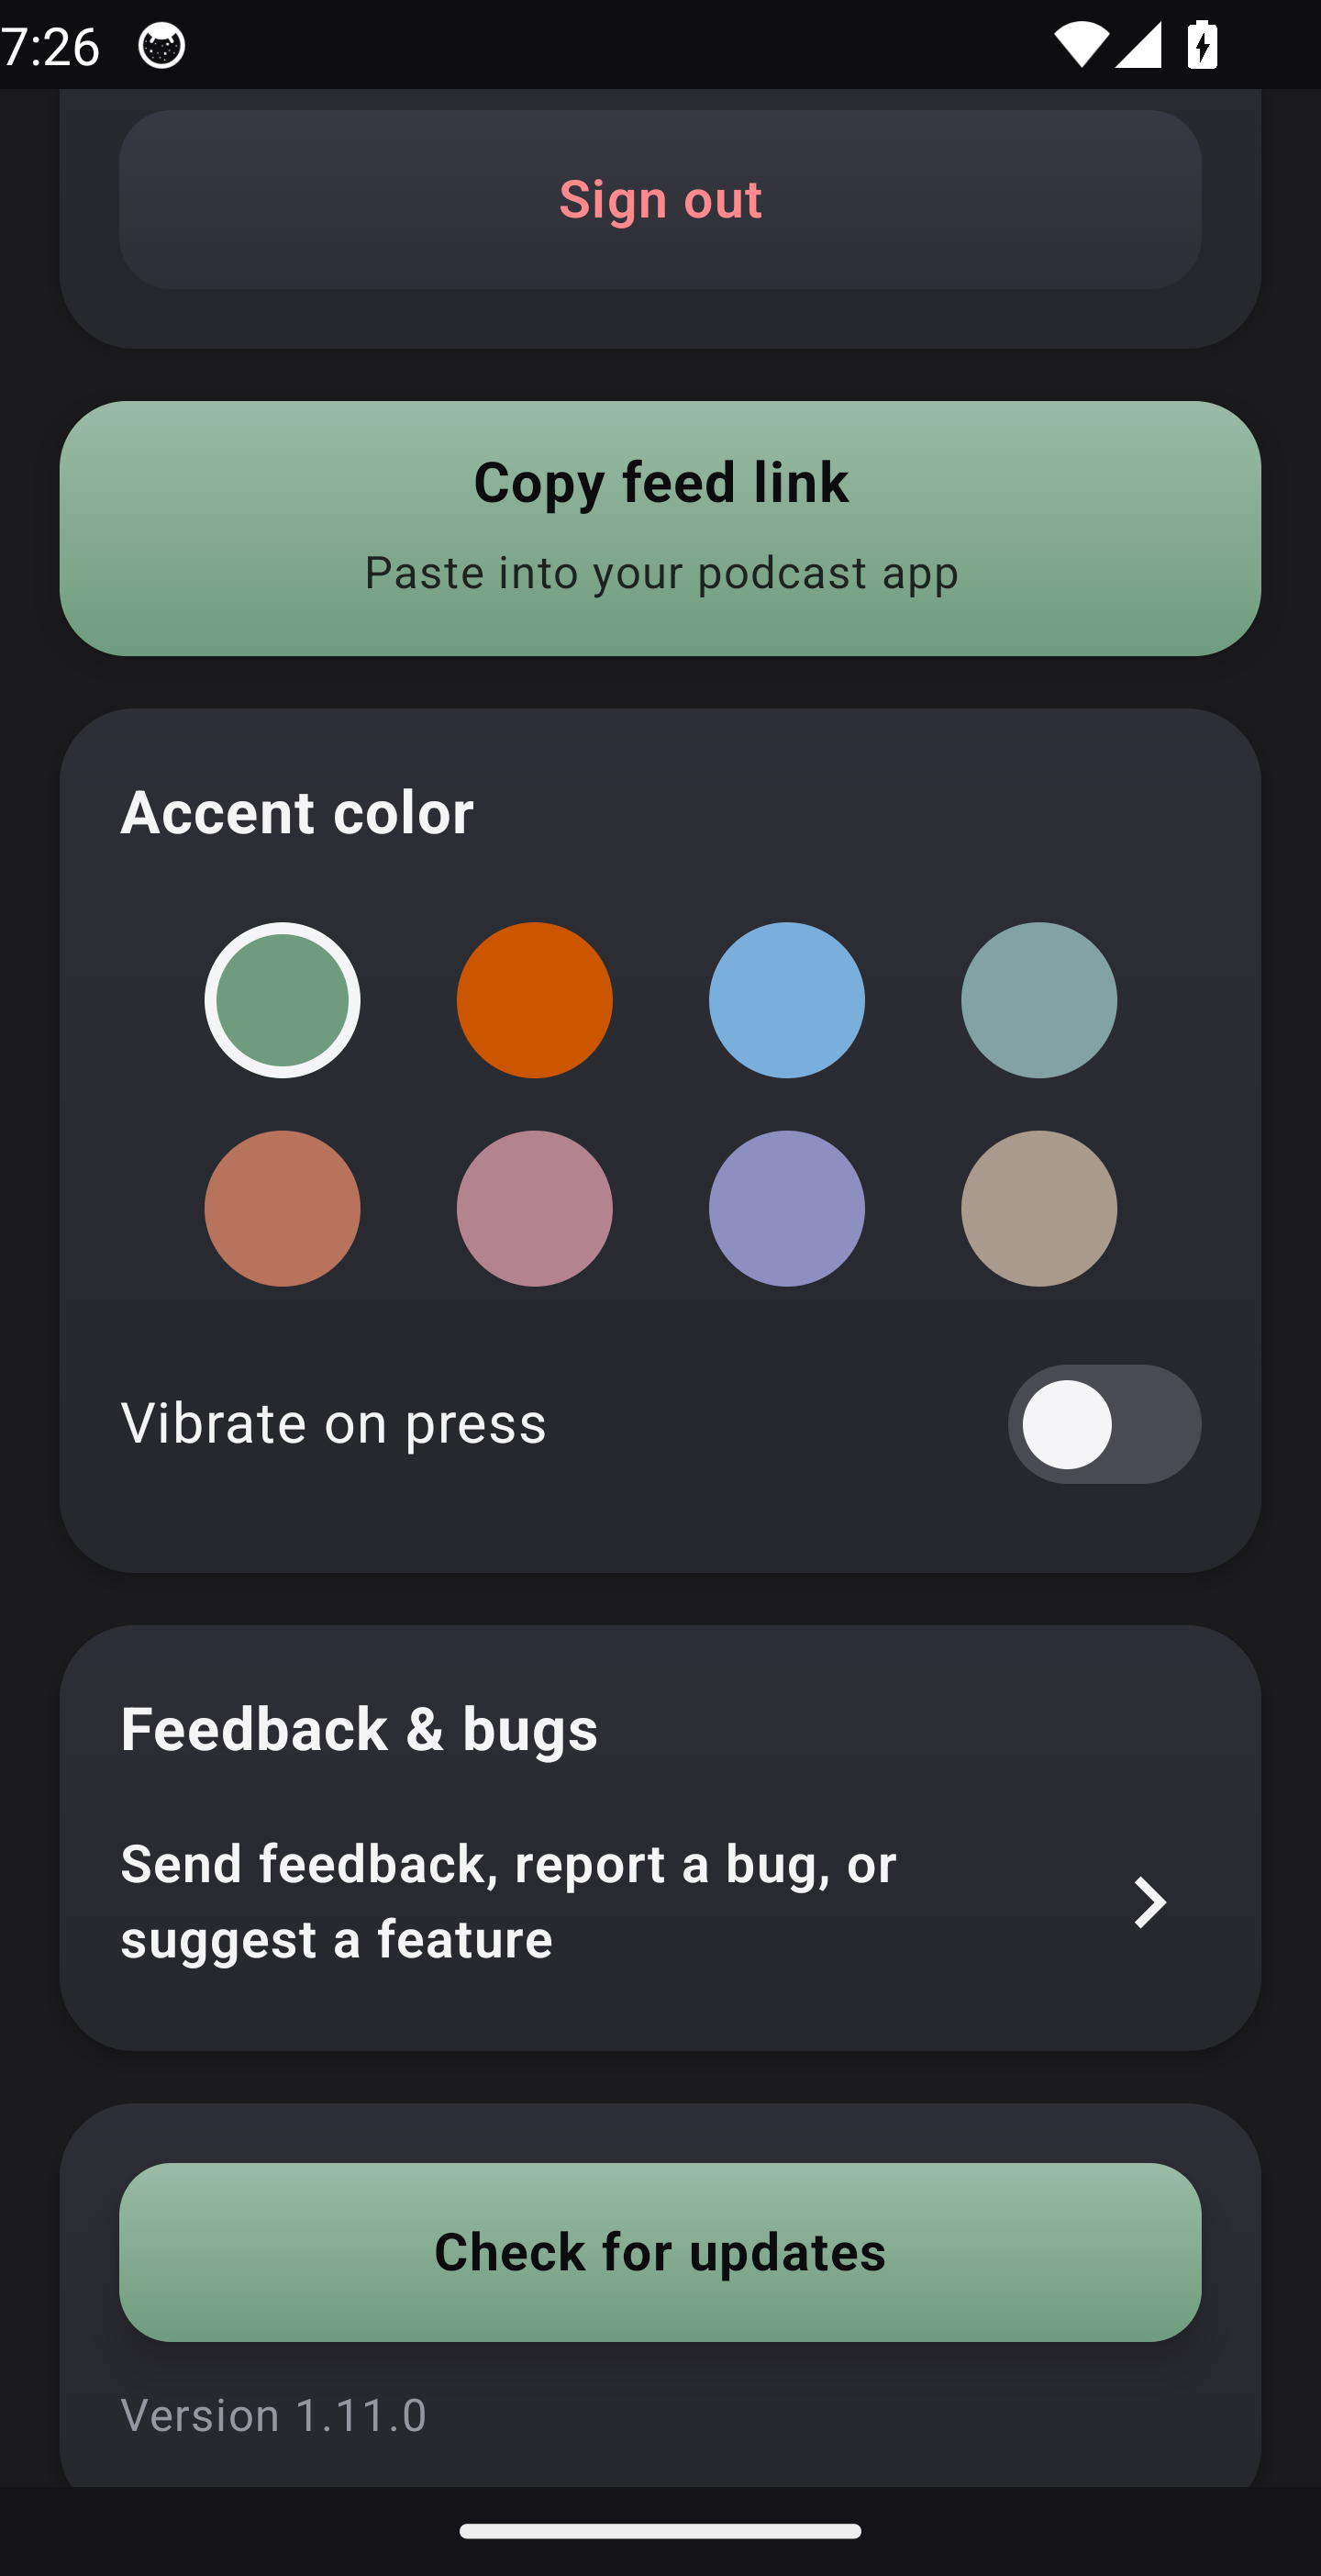 7:26
Sign out
Copy feed link
Paste into your podcast app
Accent color
Vibrate on press
Feedback & bugs
Send feedback, report a bug, or
suggest a feature
Check for updates
Version 1.11.0